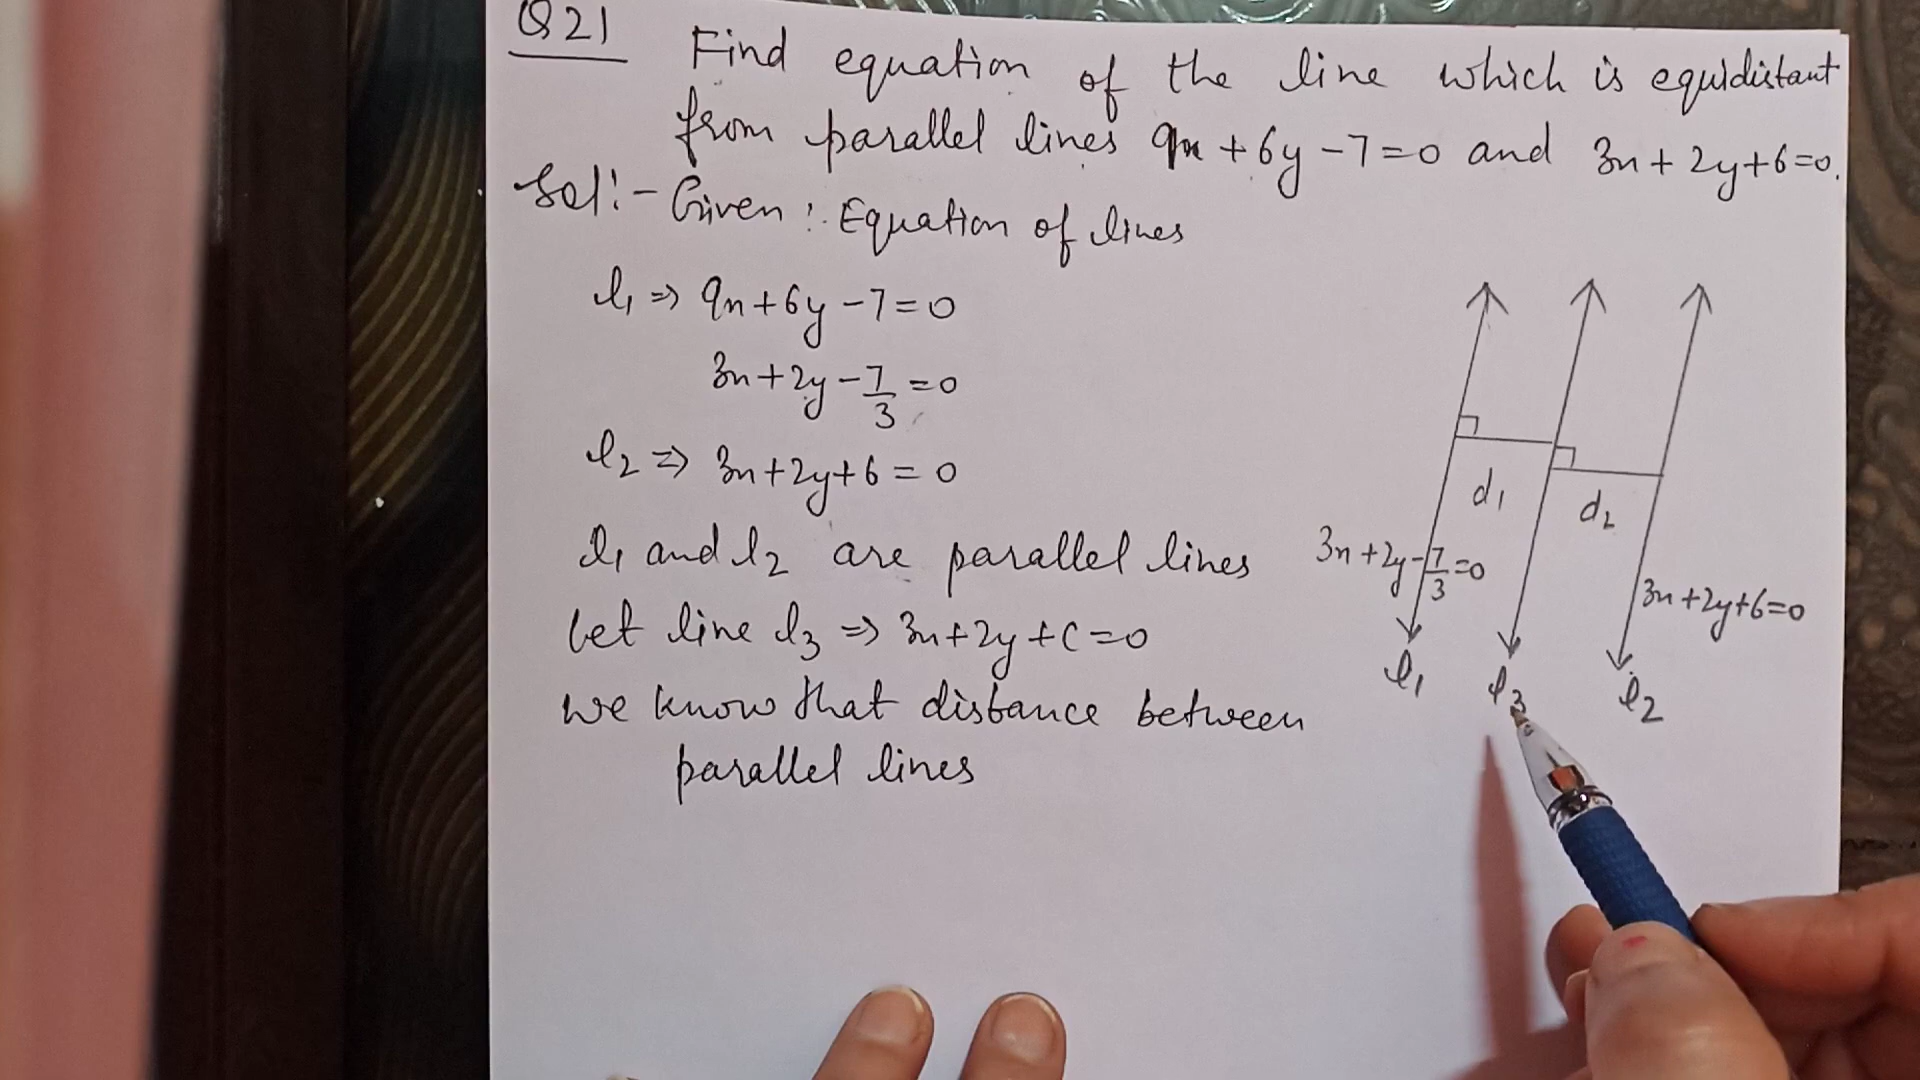 Q21 Find equation of the line which is equidistant
from parallel lines 9x + 6y - 7 = 0 and 3x + 2y + 6 = 0.
Sol:- Given : Equation of lines
l₁ ⇒ 9x + 6y - 7 = 0
3x + 2y - 7/3 = 0
l₂ ⇒ 3x + 2y + 6 = 0
l₁ and l₂ are parallel lines
Let line l₃ ⇒ 3x + 2y + C = 0
We know that distance between
parallel lines
d₁
d₂
3x + 2y - 7/3 = 0
3x + 2y + 6 = 0
l₁
l₃
l₂